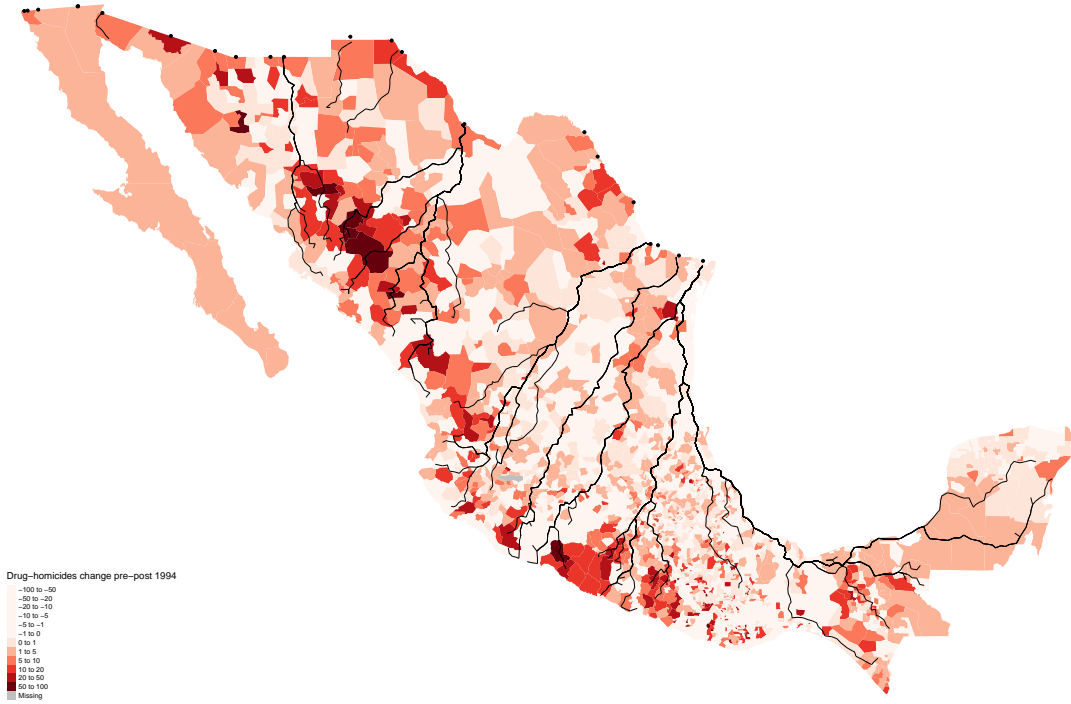 Drug−homicides change pre−post 1994
−100 to −50
−50 to −20
−20 to −10
−10 to −5
−5 to −1
−1 to 0
0 to 1
1 to 5
5 to 10
10 to 20
20 to 50
50 to 100
Missing